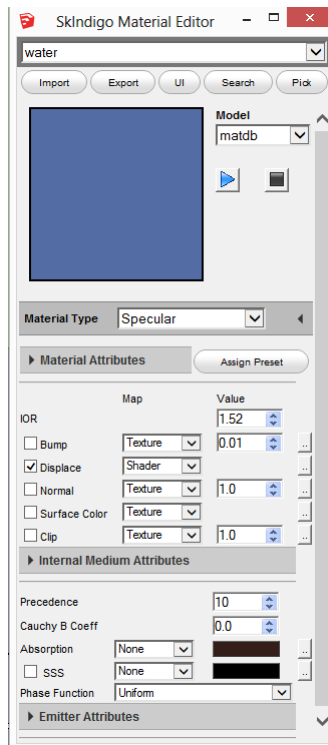 SkIndigo Material Editor
water
Import Export UI Search Pick
Model
matdb
Material Type Specular
Material Attributes Assign Preset
Map Value
IOR 1.52
Bump Texture 0.01 ..
Displace Shader ..
Normal Texture 1.0 ..
Surface Color Texture ..
Clip Texture 1.0 ..
Internal Medium Attributes
Precedence 10
Cauchy B Coeff 0.0
Absorption None ..
SSS None ..
Phase Function Uniform
Emitter Attributes